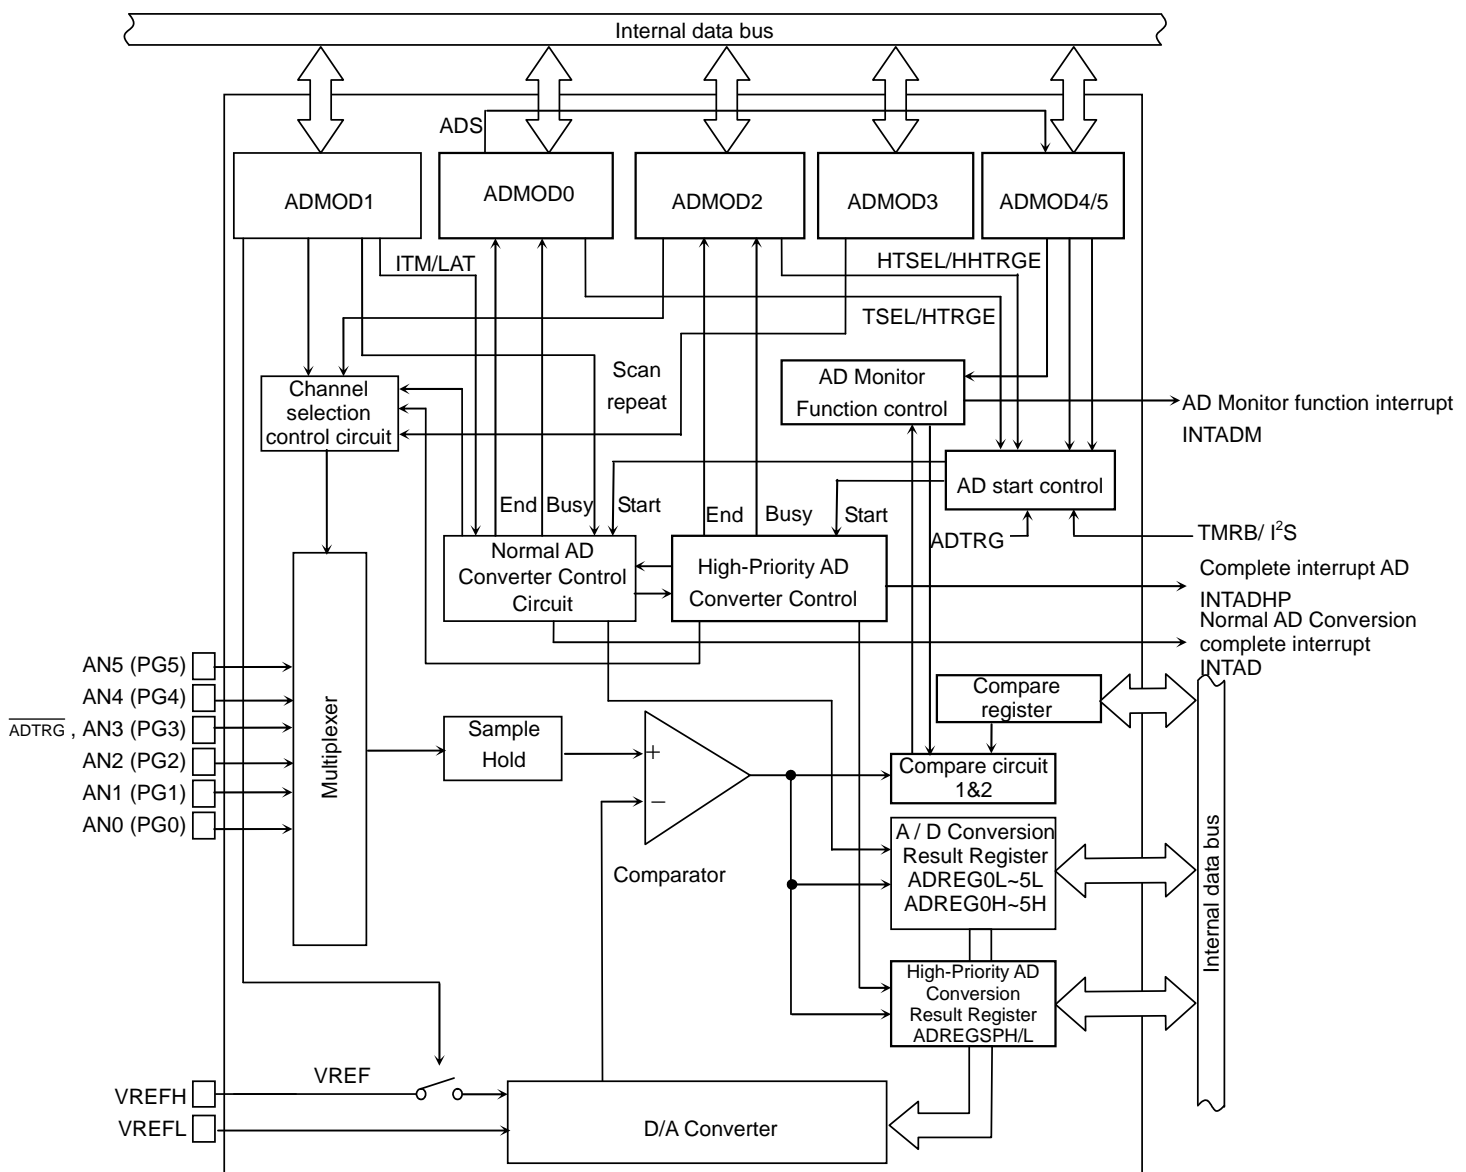 Internal data bus
ADS
ADMOD1
ADMOD0
ADMOD2
ADMOD3
ADMOD4/5
ITM/LAT
HTSEL/HHTRGE
TSEL/HTRGE
Scan
repeat
Channel
selection
control circuit
AD Monitor
Function control
AD Monitor function interrupt
INTADM
AD start control
End
Busy
Start
End
Busy
Start
ADTRG
TMRB/ I²S
Normal AD
Converter Control
Circuit
High-Priority AD
Converter Control
Complete interrupt AD
INTADHP
Normal AD Conversion
complete interrupt
INTAD
AN5 (PG5)
AN4 (PG4)
ADTRG , AN3 (PG3)
AN2 (PG2)
AN1 (PG1)
AN0 (PG0)
Multiplexer
Sample
Hold
+
−
Comparator
Compare
register
Compare circuit
1&2
A / D Conversion
Result Register
ADREG0L~5L
ADREG0H~5H
High-Priority AD
Conversion
Result Register
ADREGSPH/L
Internal data bus
VREF
VREFH
VREFL
D/A Converter